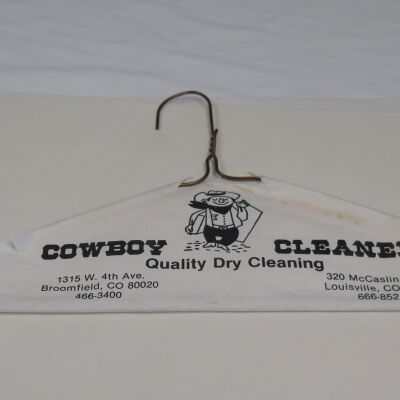 COWBOY CLEANE
Quality Dry Cleaning
1315 W. 4th Ave.
Broomfield, CO 80020
466-3400
320 McCaslin
Louisville, CO
666-852